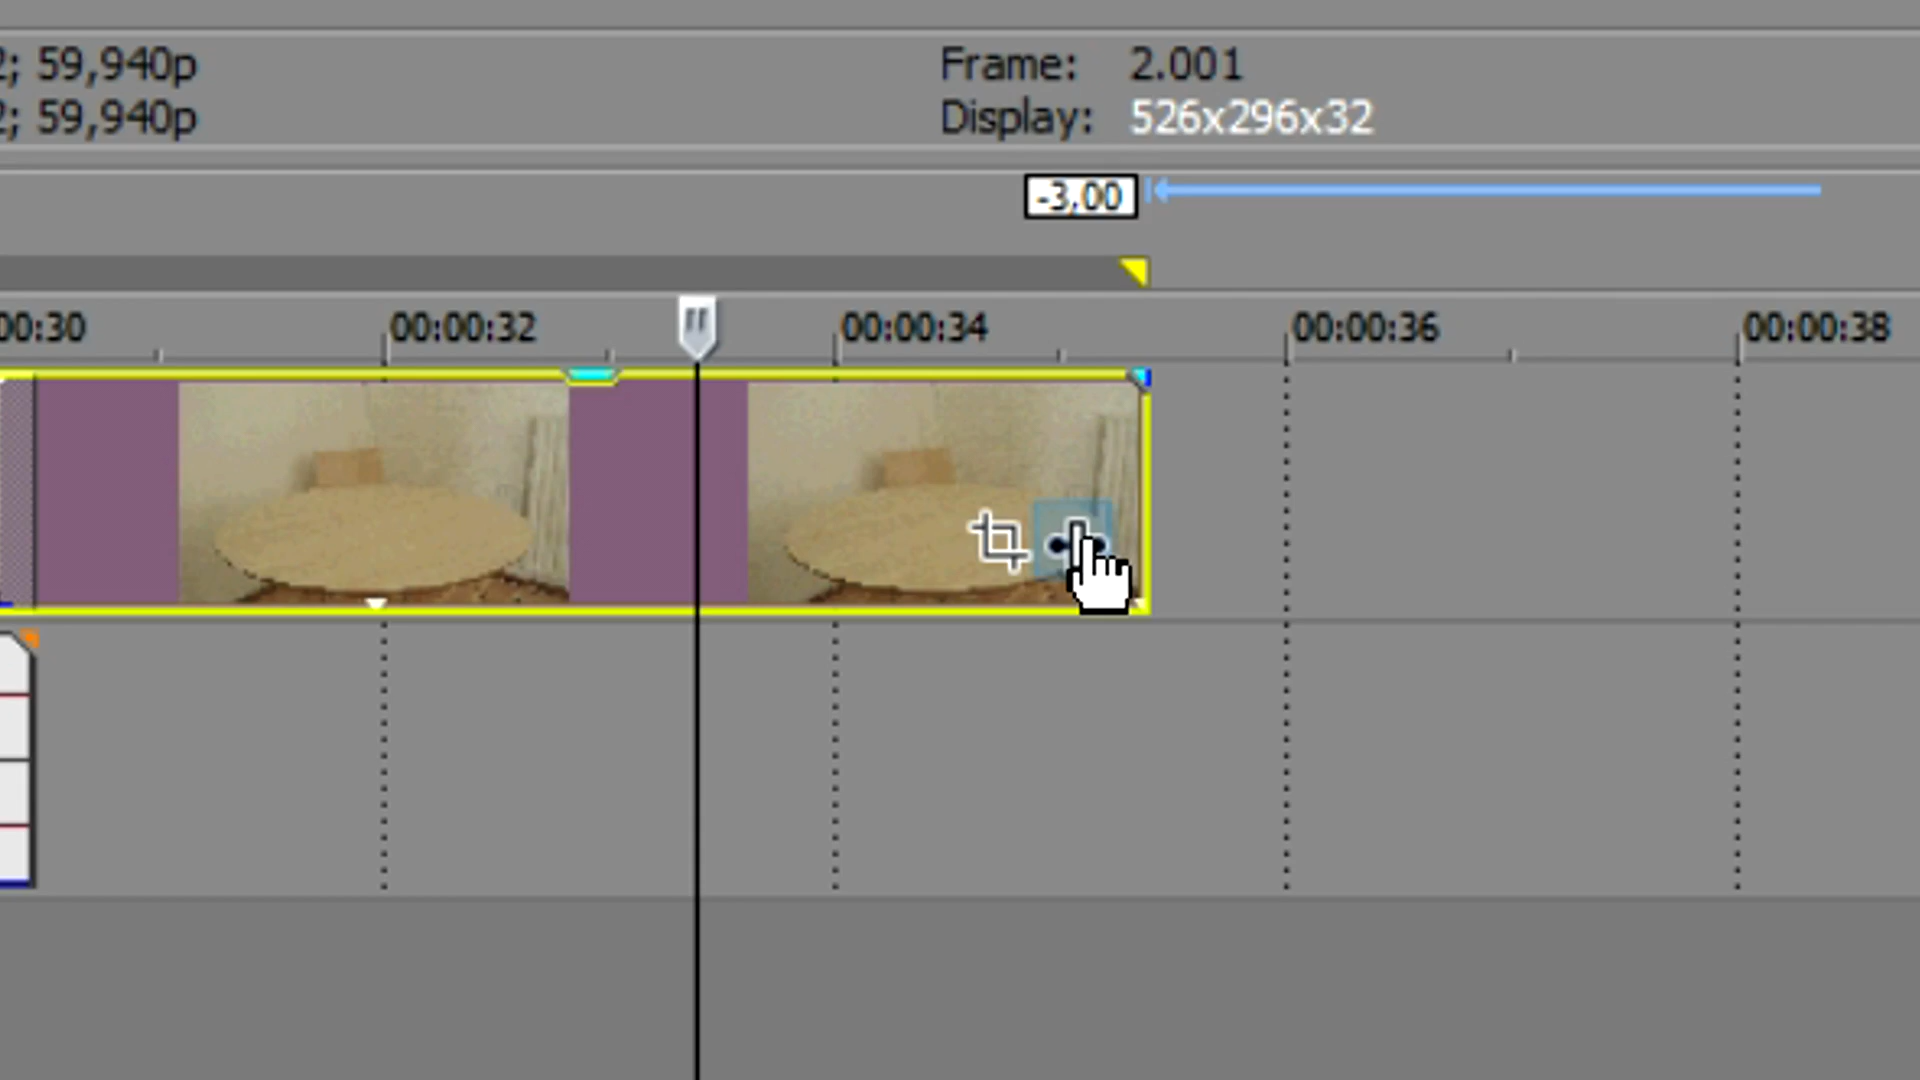 2; 59,940p Frame: 2.001
2; 59,940p Display: 526x296x32
-3,00
00:30 00:00:32 00:00:34 00:00:36 00:00:38